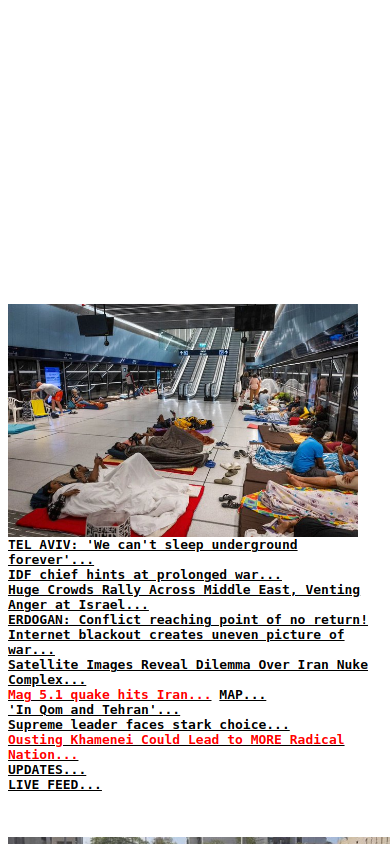 TEL AVIV: 'We can't sleep underground
forever'...
IDF chief hints at prolonged war...
Huge Crowds Rally Across Middle East, Venting
Anger at Israel...
ERDOGAN: Conflict reaching point of no return!
Internet blackout creates uneven picture of
war...
Satellite Images Reveal Dilemma Over Iran Nuke
Complex...
Mag 5.1 quake hits Iran... MAP...
'In Qom and Tehran'...
Supreme leader faces stark choice...
Ousting Khamenei Could Lead to MORE Radical
Nation...
UPDATES...
LIVE FEED...